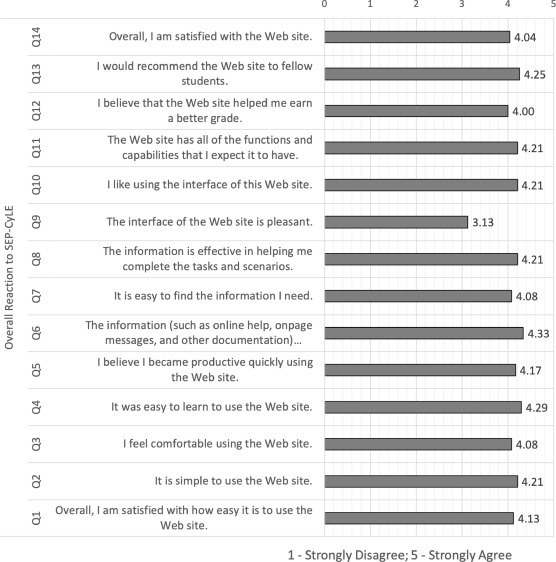 0 1 2 3 4 5
Overall Reaction to SEP-CyLE
Q14
Overall, I am satisfied with the Web site.
4.04
Q13
I would recommend the Web site to fellow
students.
4.25
Q12
I believe that the Web site helped me earn
a better grade.
4.00
Q11
The Web site has all of the functions and
capabilities that I expect it to have.
4.21
Q10
I like using the interface of this Web site.
4.21
Q9
The interface of the Web site is pleasant.
3.13
Q8
The information is effective in helping me
complete the tasks and scenarios.
4.21
Q7
It is easy to find the information I need.
4.08
Q6
The information (such as online help, onpage
messages, and other documentation)...
4.33
Q5
I believe I became productive quickly using
the Web site.
4.17
Q4
It was easy to learn to use the Web site.
4.29
Q3
I feel comfortable using the Web site.
4.08
Q2
It is simple to use the Web site.
4.21
Q1
Overall, I am satisfied with how easy it is to use the
Web site.
4.13
1 - Strongly Disagree; 5 - Strongly Agree